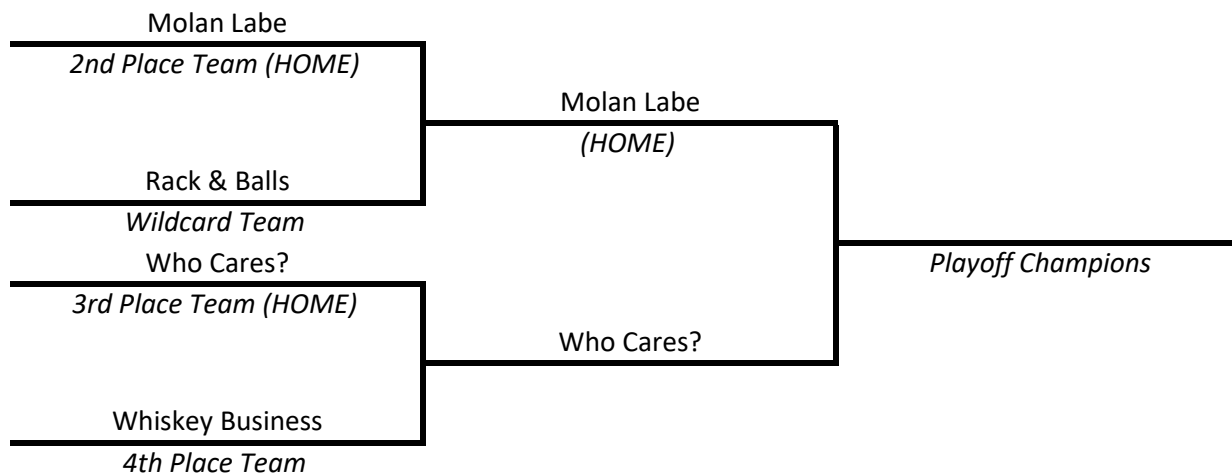 Molan Labe
2nd Place Team (HOME)
Rack & Balls
Wildcard Team
Who Cares?
3rd Place Team (HOME)
Whiskey Business
4th Place Team
Molan Labe
(HOME)
Who Cares?
Playoff Champions